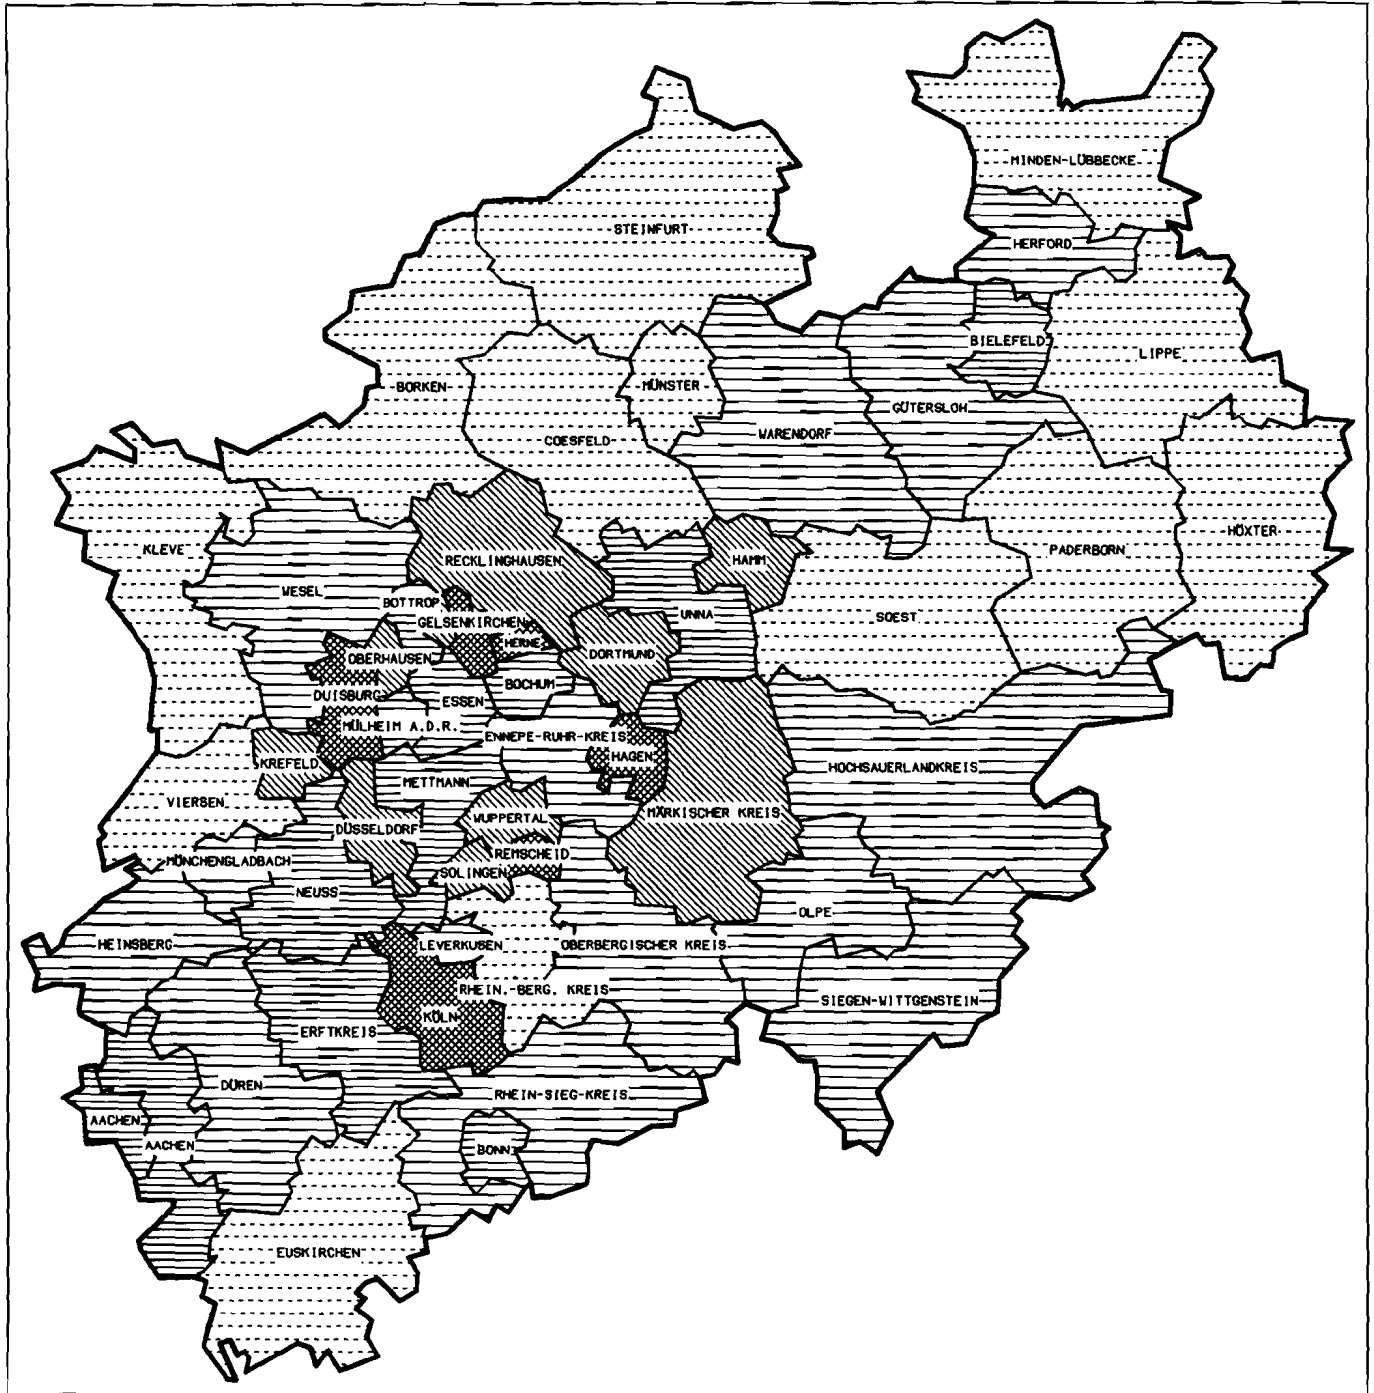 MINDEN-LÜBBECKE
STEINFURT
HERFORD
BIELEFELD
LIPPE
BORKEN
MÜNSTER
GÜTERSLOH
COESFELD
WARENDORF
HÖXTER
KLEVE
PADERBORN
RECKLINGHAUSEN
HAMM
WESEL
BOTTROP
UNNA
SOEST
GELSENKIRCHEN
HERNE
DORTMUND
OBERHAUSEN
BOCHUM
DUISBURG
ESSEN
MÜLHEIM A.D.R.
ENNEPE-RUHR-KREIS
HAGEN
KREFELD
HOCHSAUERLANDKREIS
METTMANN
VIERSEN
MÄRKISCHER KREIS
WUPPERTAL
DÜSSELDORF
REMSCHEID
MÖNCHENGLADBACH
SOLINGEN
NEUSS
OLPE
HEINSBERG
LEVERKUSEN
OBERBERGISCHER KREIS
RHEIN.-BERG. KREIS
SIEGEN-WITTGENSTEIN
KÖLN
ERFTKREIS
DÜREN
RHEIN-SIEG-KREIS
AACHEN
AACHEN
BONN
EUSKIRCHEN